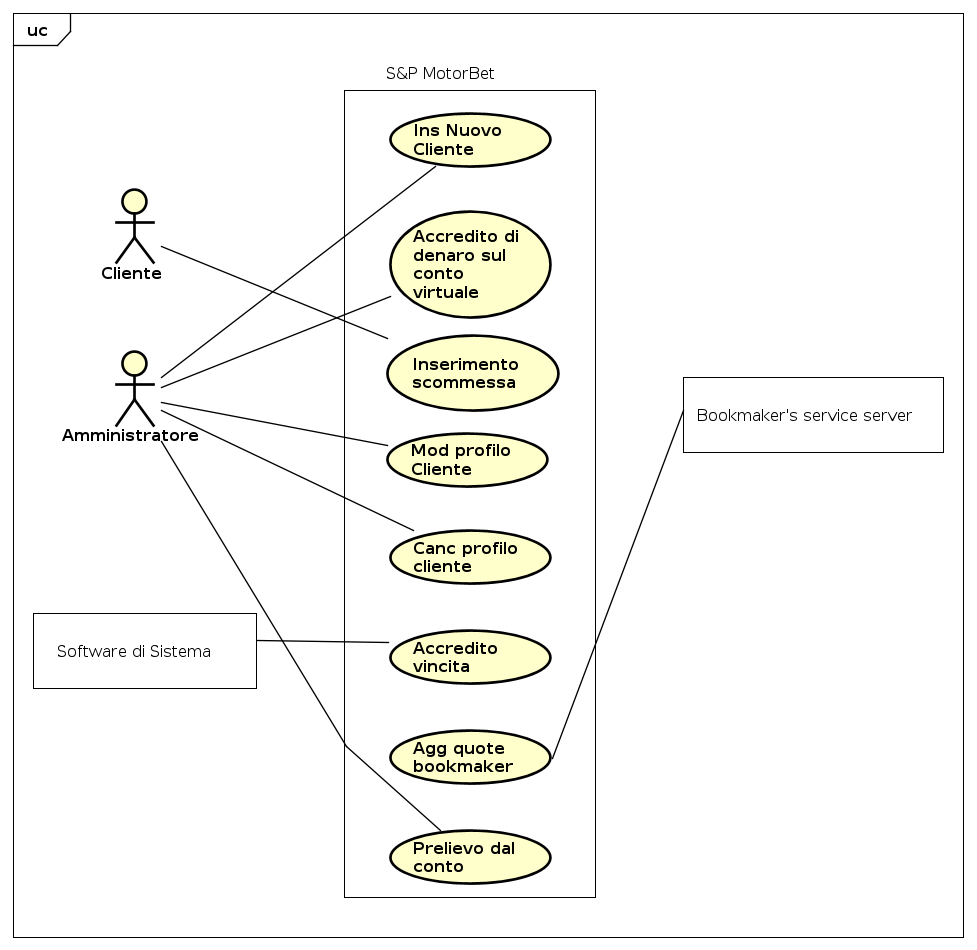 uc
S&P MotorBet
Ins Nuovo
Cliente
Accredito di
denaro sul
conto
virtuale
Cliente
Inserimento
scommessa
Amministratore
Bookmaker's service server
Mod profilo
Cliente
Canc profilo
cliente
Software di Sistema
Accredito
vincita
Agg quote
bookmaker
Prelievo dal
conto